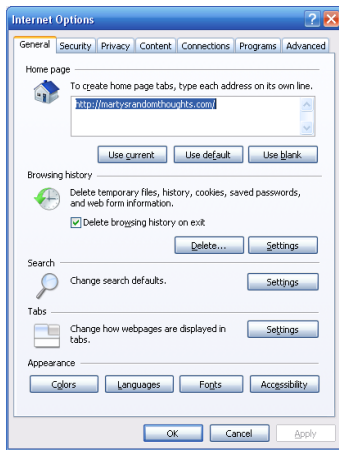 Internet Options
General Security Privacy Content Connections Programs Advanced
Home page
To create home page tabs, type each address on its own line.
http://martysrandomthoughts.com/
Use current Use default Use blank
Browsing history
Delete temporary files, history, cookies, saved passwords,
and web form information.
Delete browsing history on exit
Delete... Settings
Search
Change search defaults.
Settings
Tabs
Change how webpages are displayed in
tabs.
Settings
Appearance
Colors Languages Fonts Accessibility
OK Cancel Apply